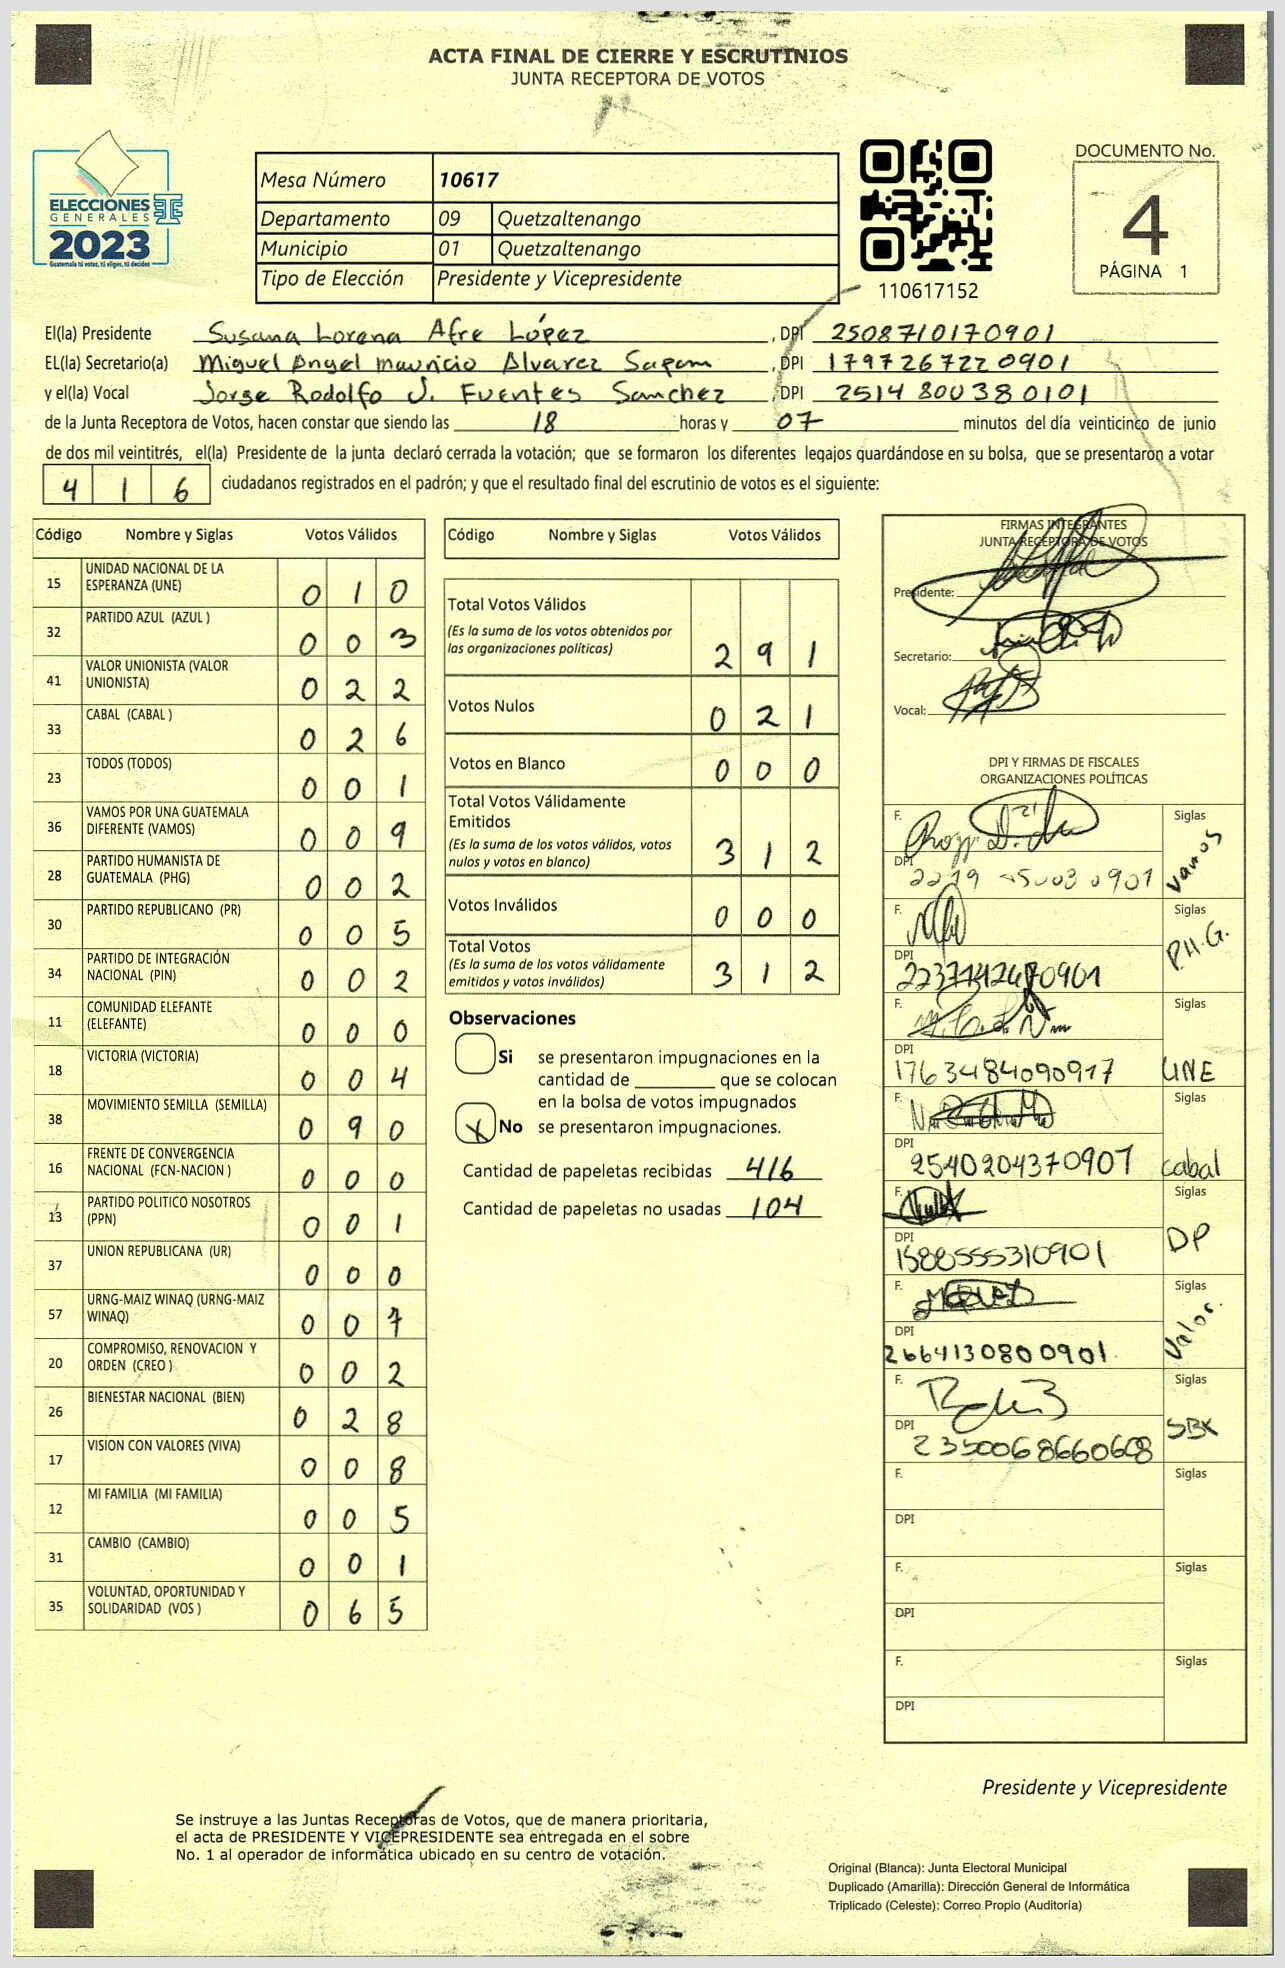 ACTA FINAL DE CIERRE Y ESCRUTINIOS
JUNTA RECEPTORA DE VOTOS
ELECCIONES
GENERALES
2023
Guatemala tú votas, tú eliges, tú decides
Mesa Número 10617
Departamento 09 Quetzaltenango
Municipio 01 Quetzaltenango
Tipo de Elección Presidente y Vicepresidente
110617152
DOCUMENTO No.
4
PÁGINA 1
El(la) Presidente Susana Lorena Afre López, DPI 2508710170901
EL(la) Secretario(a) Miguel Angel mauricio Alvarez, DPI 1797267220901
y el(la) Vocal Jorge Rodolfo J. Fuentes Sanchez, DPI 2514800380101
de la Junta Receptora de Votos, hacen constar que siendo las 18 horas y 07 minutos del día veinticinco de junio
de dos mil veintitrés, el(la) Presidente de la junta declaró cerrada la votación; que se formaron los diferentes legajos guardándose en su bolsa, que se presentaron a votar
416 ciudadanos registrados en el padrón; y que el resultado final del escrutinio de votos es el siguiente:
Código Nombre y Siglas Votos Válidos
15 UNIDAD NACIONAL DE LA
ESPERANZA (UNE) 0 1 0
32 PARTIDO AZUL (AZUL ) 0 0 3
41 VALOR UNIONISTA (VALOR
UNIONISTA) 0 2 2
33 CABAL (CABAL ) 0 2 6
23 TODOS (TODOS) 0 0 1
36 VAMOS POR UNA GUATEMALA
DIFERENTE (VAMOS) 0 0 9
28 PARTIDO HUMANISTA DE
GUATEMALA (PHG) 0 0 2
30 PARTIDO REPUBLICANO (PR) 0 0 5
34 PARTIDO DE INTEGRACIÓN
NACIONAL (PIN) 0 0 2
11 COMUNIDAD ELEFANTE
(ELEFANTE) 0 0 0
18 VICTORIA (VICTORIA) 0 0 4
38 MOVIMIENTO SEMILLA (SEMILLA) 0 9 0
16 FRENTE DE CONVERGENCIA
NACIONAL (FCN-NACION ) 0 0 0
13 PARTIDO POLITICO NOSOTROS
(PPN) 0 0 1
37 UNION REPUBLICANA (UR) 0 0 0
57 URNG-MAIZ WINAQ (URNG-MAIZ
WINAQ) 0 0 7
20 COMPROMISO, RENOVACION Y
ORDEN (CREO ) 0 0 2
26 BIENESTAR NACIONAL (BIEN) 0 2 8
17 VISION CON VALORES (VIVA) 0 0 8
12 MI FAMILIA (MI FAMILIA) 0 0 5
31 CAMBIO (CAMBIO) 0 0 1
35 VOLUNTAD, OPORTUNIDAD Y
SOLIDARIDAD (VOS ) 0 6 5
Código Nombre y Siglas Votos Válidos
Total Votos Válidos
(Es la suma de los votos obtenidos por
las organizaciones políticas) 2 9 1
Votos Nulos 0 2 1
Votos en Blanco 0 0 0
Total Votos Válidamente
Emitidos
(Es la suma de los votos válidos, votos
nulos y votos en blanco) 3 1 2
Votos Inválidos 0 0 0
Total Votos
(Es la suma de los votos válidamente
emitidos y votos inválidos) 3 1 2
Observaciones
Si se presentaron impugnaciones en la
cantidad de ________ que se colocan
en la bolsa de votos impugnados
X No se presentaron impugnaciones.
Cantidad de papeletas recibidas 416
Cantidad de papeletas no usadas 104
FIRMAS INTEGRANTES
JUNTA RECEPTORA DE VOTOS
Presidente:
Secretario:
Vocal:
DPI Y FIRMAS DE FISCALES
ORGANIZACIONES POLÍTICAS
F. Siglas
DPI Vamos
F. Siglas
DPI P.H.G.
F. Siglas
DPI
1763484090917 UNE
F. Siglas
DPI
2540204370907 Cabal
F. Siglas
DPI
1588555310901 DP
F. Siglas
DPI
2664130800901 Valor.
F. Siglas
DPI
2350068660608
F. Siglas
DPI
F. Siglas
DPI
F. Siglas
DPI
Presidente y Vicepresidente
Se instruye a las Juntas Receptoras de Votos, que de manera prioritaria,
el acta de PRESIDENTE Y VICEPRESIDENTE sea entregada en el sobre
No. 1 al operador de informática ubicado en su centro de votación.
Original (Blanca): Junta Electoral Municipal
Duplicado (Amarilla): Dirección General de Informática
Triplicado (Celeste): Correo Propio (Auditoría)